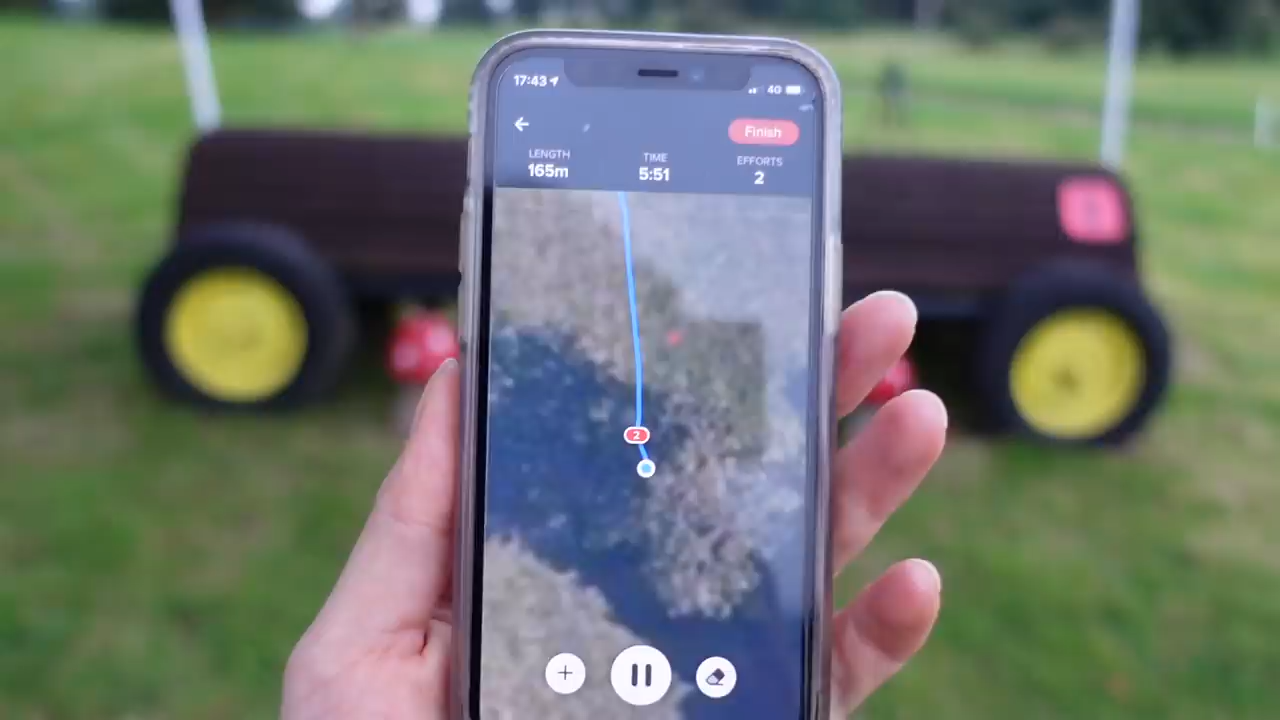 17:43
4G
Finish
LENGTH TIME EFFORTS
165m 5:51 2
2